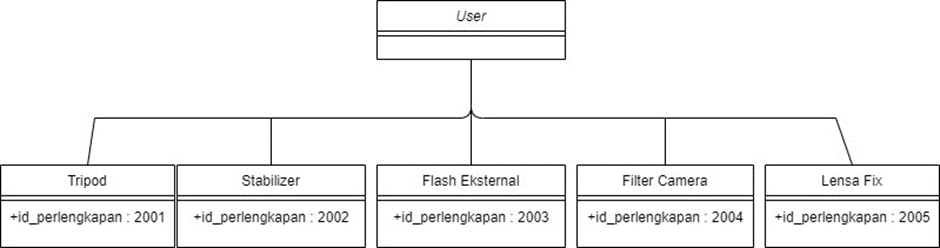 User
Tripod
Stabilizer
Flash Eksternal
Filter Camera
Lensa Fix
+id_perlengkapan : 2001
+id_perlengkapan : 2002
+id_perlengkapan : 2003
+id_perlengkapan : 2004
+id_perlengkapan : 2005